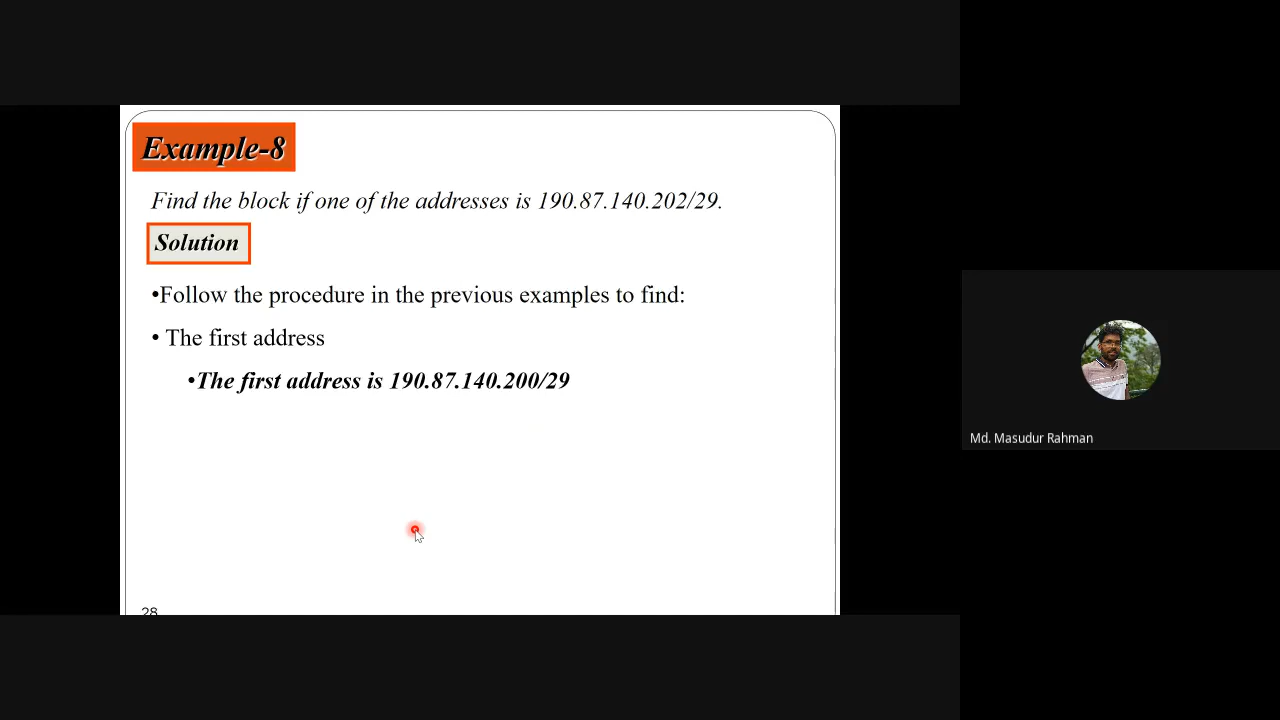 Example-8
Find the block if one of the addresses is 190.87.140.202/29.
Solution
•Follow the procedure in the previous examples to find:
• The first address
•The first address is 190.87.140.200/29
28
Md. Masudur Rahman